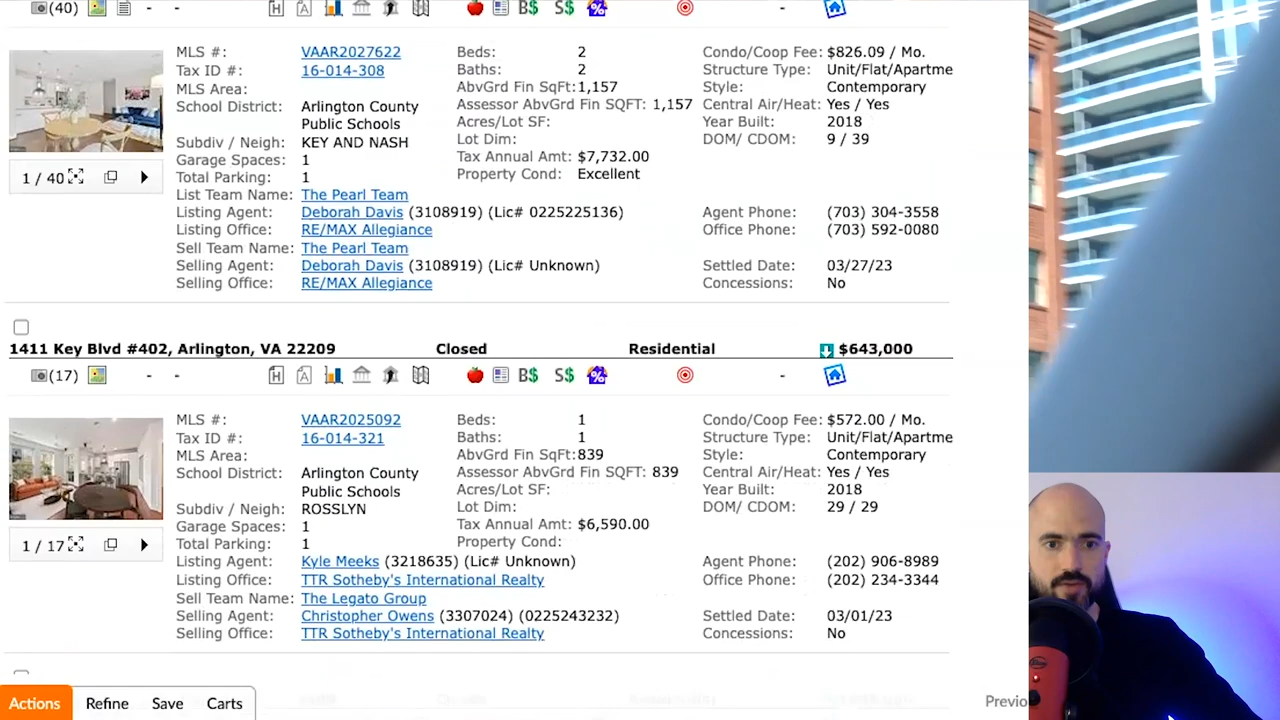 (40) - - H A B$ S$ % -
MLS #: VAAR2027622 Beds: 2 Condo/Coop Fee: $826.09 / Mo.
Tax ID #: 16-014-308 Baths: 2 Structure Type: Unit/Flat/Apartme
MLS Area: AbvGrd Fin SqFt: 1,157 Style: Contemporary
School District: Arlington County Assessor AbvGrd Fin SQFT: 1,157 Central Air/Heat: Yes / Yes
Public Schools Acres/Lot SF: Year Built: 2018
Subdiv / Neigh: KEY AND NASH Lot Dim: DOM/ CDOM: 9 / 39
Garage Spaces: 1 Tax Annual Amt: $7,732.00
1 / 40 Total Parking: 1 Property Cond: Excellent
List Team Name: The Pearl Team
Listing Agent: Deborah Davis (3108919) (Lic# 0225225136) Agent Phone: (703) 304-3558
Listing Office: RE/MAX Allegiance Office Phone: (703) 592-0080
Sell Team Name: The Pearl Team
Selling Agent: Deborah Davis (3108919) (Lic# Unknown) Settled Date: 03/27/23
Selling Office: RE/MAX Allegiance Concessions: No
1411 Key Blvd #402, Arlington, VA 22209 Closed Residential $643,000
(17) - - H A B$ S$ % -
MLS #: VAAR2025092 Beds: 1 Condo/Coop Fee: $572.00 / Mo.
Tax ID #: 16-014-321 Baths: 1 Structure Type: Unit/Flat/Apartme
MLS Area: AbvGrd Fin SqFt: 839 Style: Contemporary
School District: Arlington County Assessor AbvGrd Fin SQFT: 839 Central Air/Heat: Yes / Yes
Public Schools Acres/Lot SF: Year Built: 2018
Subdiv / Neigh: ROSSLYN Lot Dim: DOM/ CDOM: 29 / 29
Garage Spaces: 1 Tax Annual Amt: $6,590.00
1 / 17 Total Parking: 1 Property Cond:
Listing Agent: Kyle Meeks (3218635) (Lic# Unknown) Agent Phone: (202) 906-8989
Listing Office: TTR Sotheby's International Realty Office Phone: (202) 234-3344
Sell Team Name: The Legato Group
Selling Agent: Christopher Owens (3307024) (0225243232) Settled Date: 03/01/23
Selling Office: TTR Sotheby's International Realty Concessions: No
Actions Refine Save Carts Previo